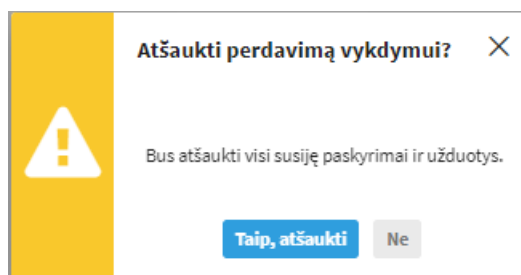 Atšaukti perdavimą vykdymui?
Bus atšaukti visi susiję paskyrimai ir užduotys.
Taip, atšaukti
Ne